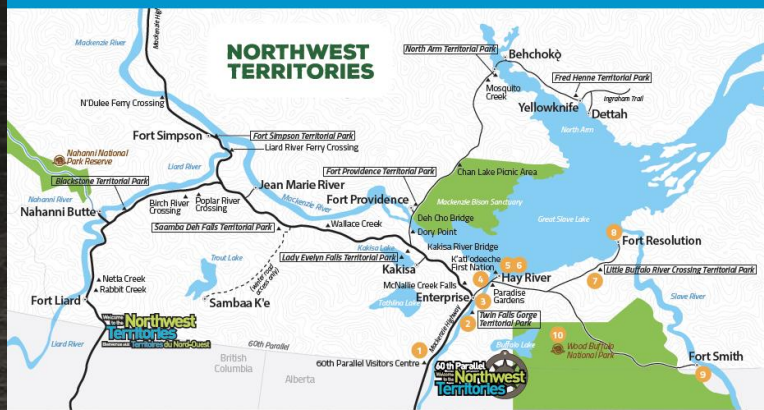 NORTHWEST
TERRITORIES
Mackenzie River
Mackenzie High
North Arm Territorial Park
Behchokǫ̀
Fred Henne Territorial Park
Mosquito
Creek
Ingraham Trail
Yellowknife
Dettah
North Arm
N'Dulee Ferry Crossing
Fort Simpson
Fort Simpson Territorial Park
Liard River Ferry Crossing
Nahanni National
Park Reserve
Liard River
Blackstone Territorial Park
Fort Providence Territorial Park
Chan Lake Picnic Area
Jean Marie River
Mackenzie River
Fort Providence
Mackenzie Bison Sanctuary
Nahanni River
Nahanni Butte
Birch River
Crossing
Poplar River
Crossing
Deh Cho Bridge
Dory Point
Great Slave Lake
Saamba Deh Falls Territorial Park
Wallace Creek
Kakisa River Bridge
8
Fort Resolution
Trout Lake
Lady Evelyn Falls Territorial Park
Kakisa Lake
Kakisa
K'atl'odeeche
First Nation
5 6
4
Hay River
Little Buffalo River Crossing Territorial Park
7
(winter road
access only)
Netla Creek
Rabbit Creek
McNallie Creek Falls
Paradise
Gardens
Slave River
Fort Liard
Sambaa K'e
Tathlina Lake
Enterprise
3
Twin Falls Gorge
Territorial Park
2
Welcome
to the
Northwest
Territories
Bienvenue aux Territoires du Nord-Ouest
Liard River
60th Parallel
British
Columbia
Alberta
1
60th Parallel Visitors Centre
Mackenzie Highway
Buffalo Lake
10
Wood Buffalo
National Park
Fort Smith
9
60th Parallel
Welcome
to the
Northwest
Territories